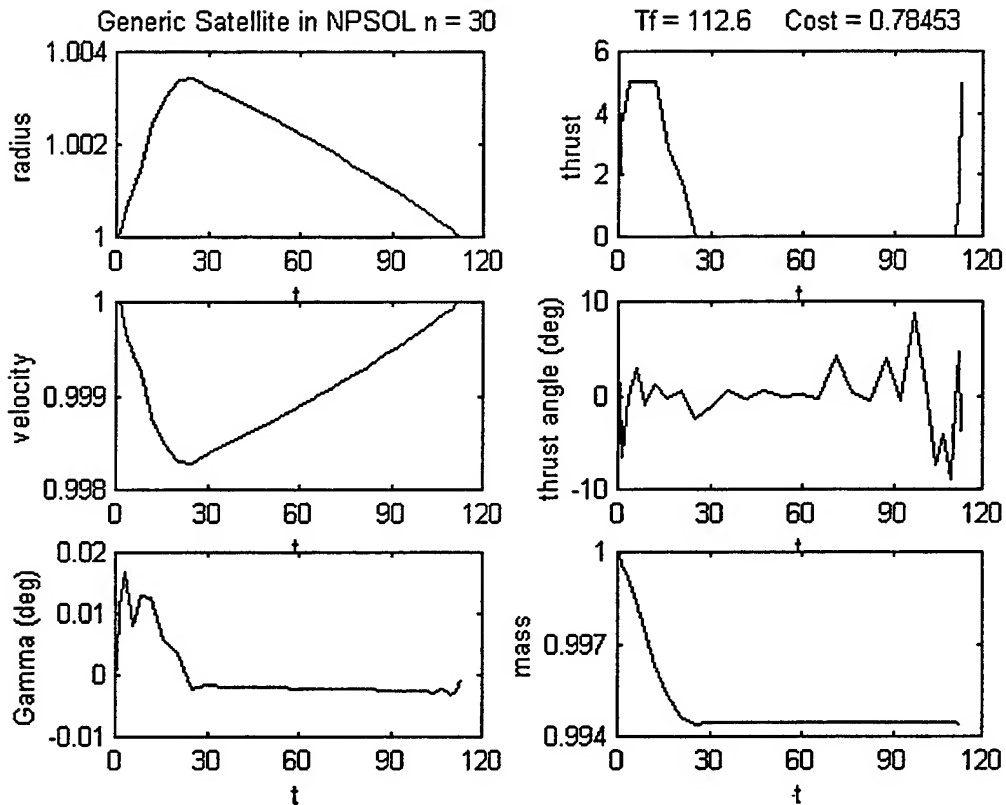 Generic Satellite in NPSOL n = 30
Tf = 112.6 Cost = 0.78453
radius
1.004
1.002
1
0 30 60 90 120
t
thrust
6
4
2
0
0 30 60 90 120
t
velocity
1
0.999
0.998
0 30 60 90 120
t
thrust angle (deg)
10
0
-10
0 30 60 90 120
t
Gamma (deg)
0.02
0.01
0
-0.01
0 30 60 90 120
t
mass
1
0.997
0.994
0 30 60 90 120
t